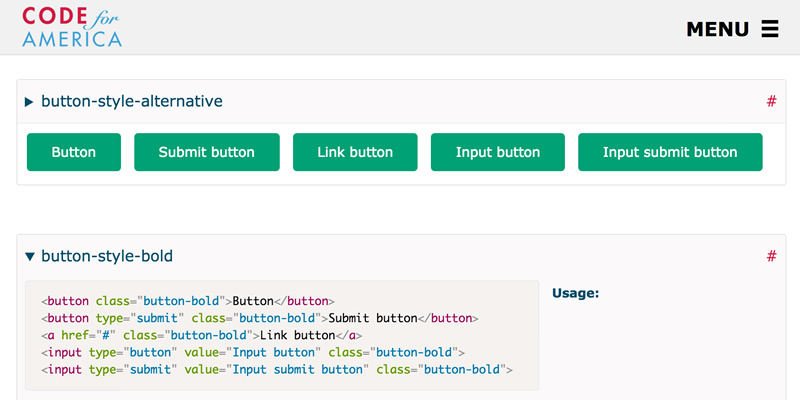 CODE for
AMERICA
MENU
button-style-alternative #
Button Submit button Link button Input button Input submit button
button-style-bold #
Usage:
<button class="button-bold">Button</button>
<button type="submit" class="button-bold">Submit button</button>
<a href="#" class="button-bold">Link button</a>
<input type="button" value="Input button" class="button-bold">
<input type="submit" value="Input submit button" class="button-bold">